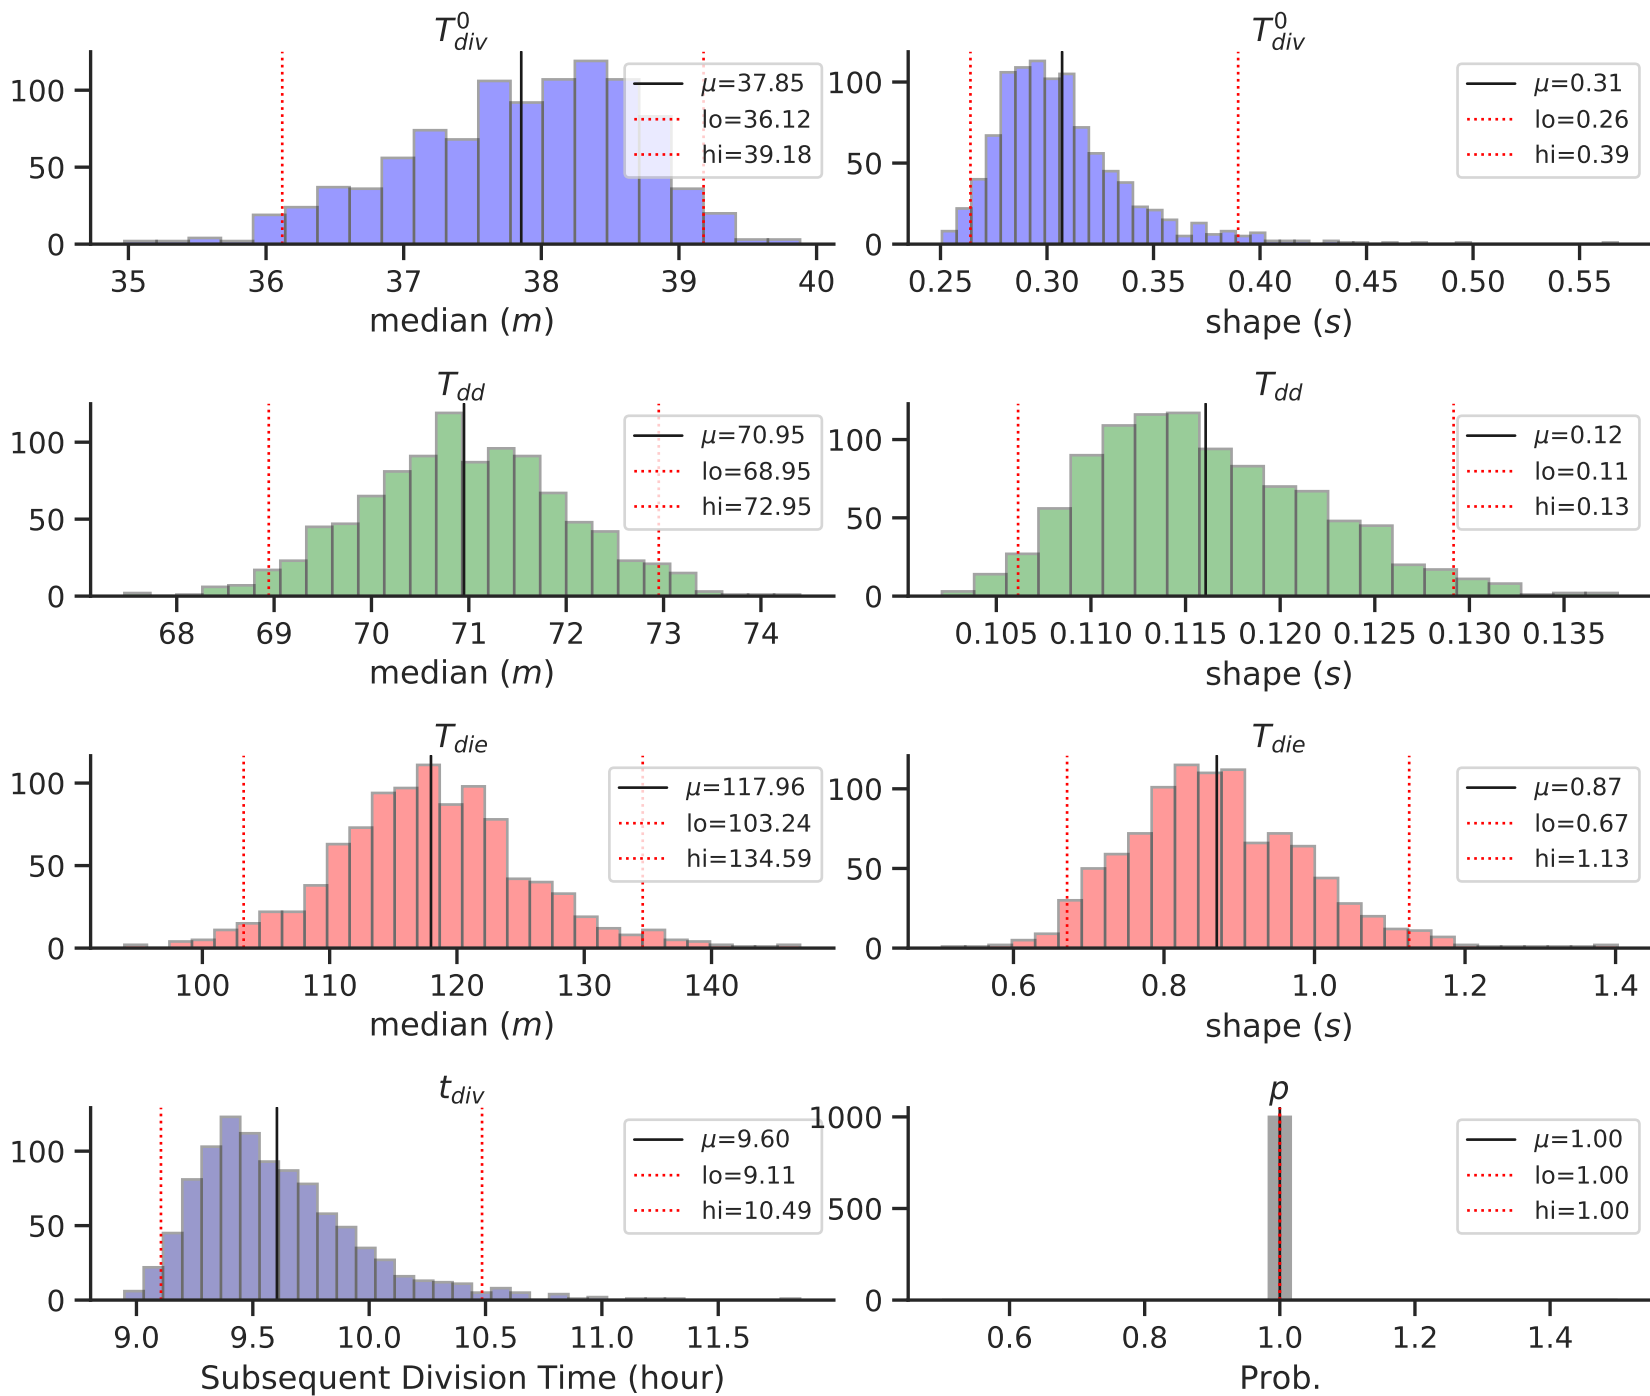 T⁰div
100
50
0
μ=37.85
lo=36.12
hi=39.18
35 36 37 38 39 40
median (m)
T⁰div
100
50
0
μ=0.31
lo=0.26
hi=0.39
0.25 0.30 0.35 0.40 0.45 0.50 0.55
shape (s)
Tdd
100
50
0
μ=70.95
lo=68.95
hi=72.95
68 69 70 71 72 73 74
median (m)
Tdd
100
50
0
μ=0.12
lo=0.11
hi=0.13
0.105 0.110 0.115 0.120 0.125 0.130 0.135
shape (s)
Tdie
100
50
0
μ=117.96
lo=103.24
hi=134.59
100 110 120 130 140
median (m)
Tdie
100
50
0
μ=0.87
lo=0.67
hi=1.13
0.6 0.8 1.0 1.2 1.4
shape (s)
tdiv
100
50
0
μ=9.60
lo=9.11
hi=10.49
9.0 9.5 10.0 10.5 11.0 11.5
Subsequent Division Time (hour)
p
1000
500
0
μ=1.00
lo=1.00
hi=1.00
0.6 0.8 1.0 1.2 1.4
Prob.